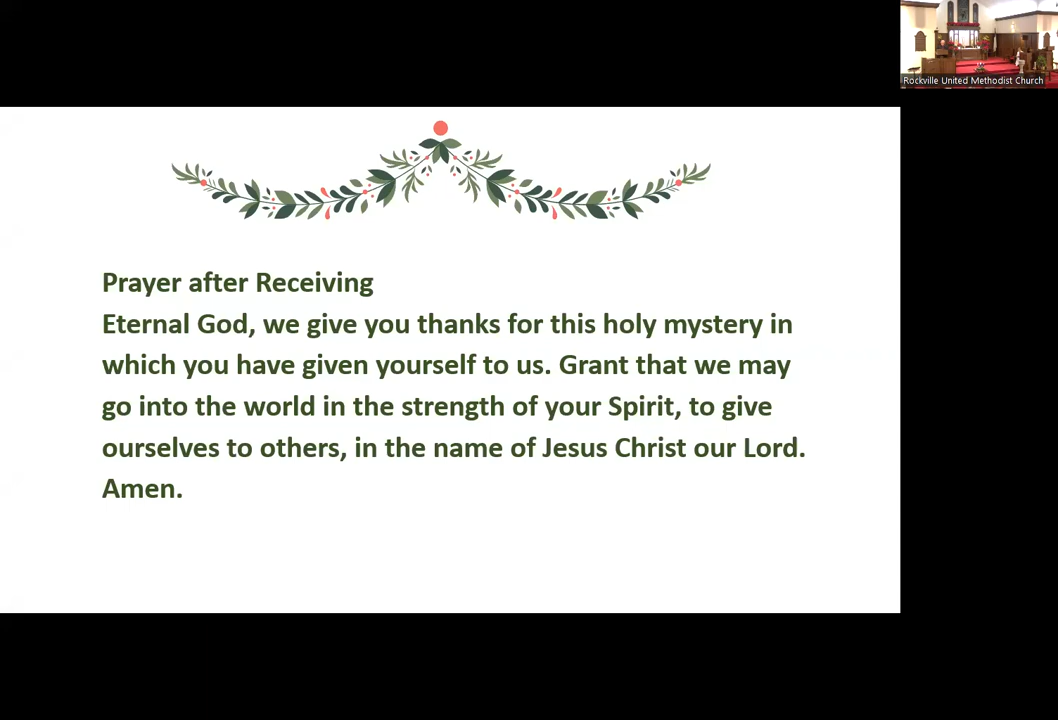 Rockville United Methodist Church
Prayer after Receiving
Eternal God, we give you thanks for this holy mystery in
which you have given yourself to us. Grant that we may
go into the world in the strength of your Spirit, to give
ourselves to others, in the name of Jesus Christ our Lord.
Amen.